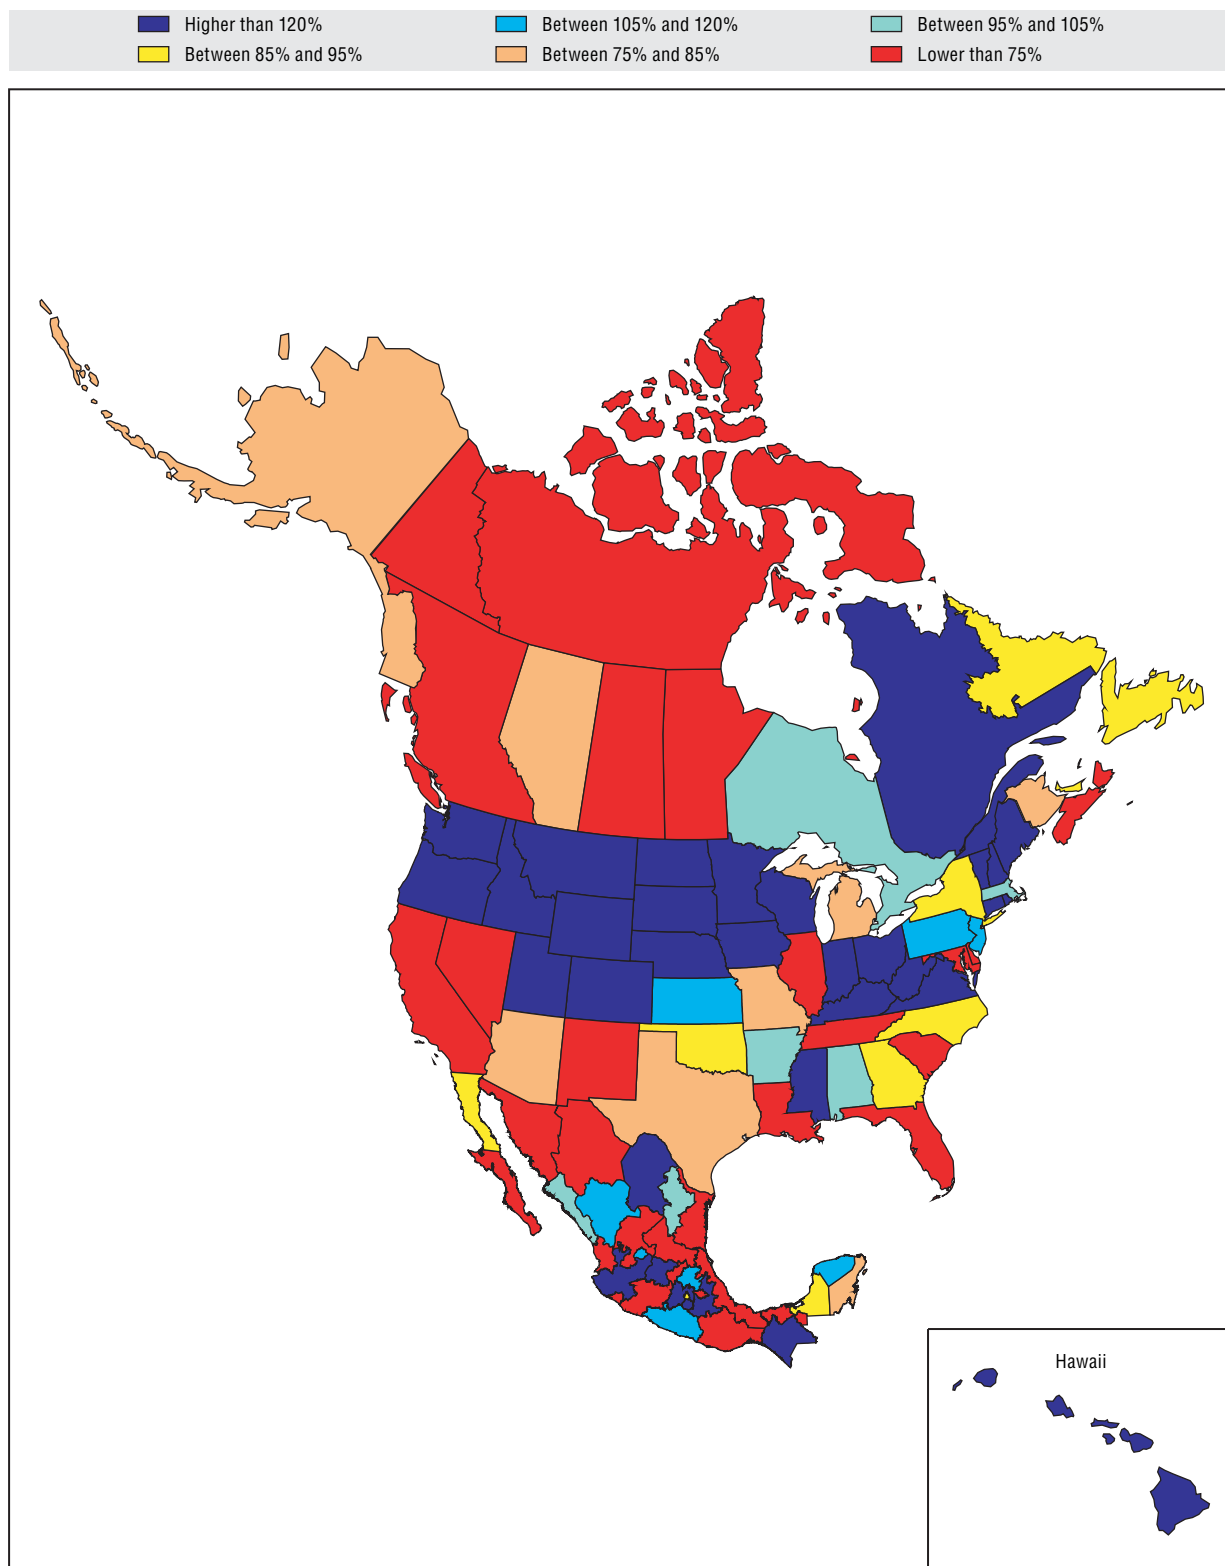 Higher than 120%
Between 105% and 120%
Between 95% and 105%
Between 85% and 95%
Between 75% and 85%
Lower than 75%
Hawaii